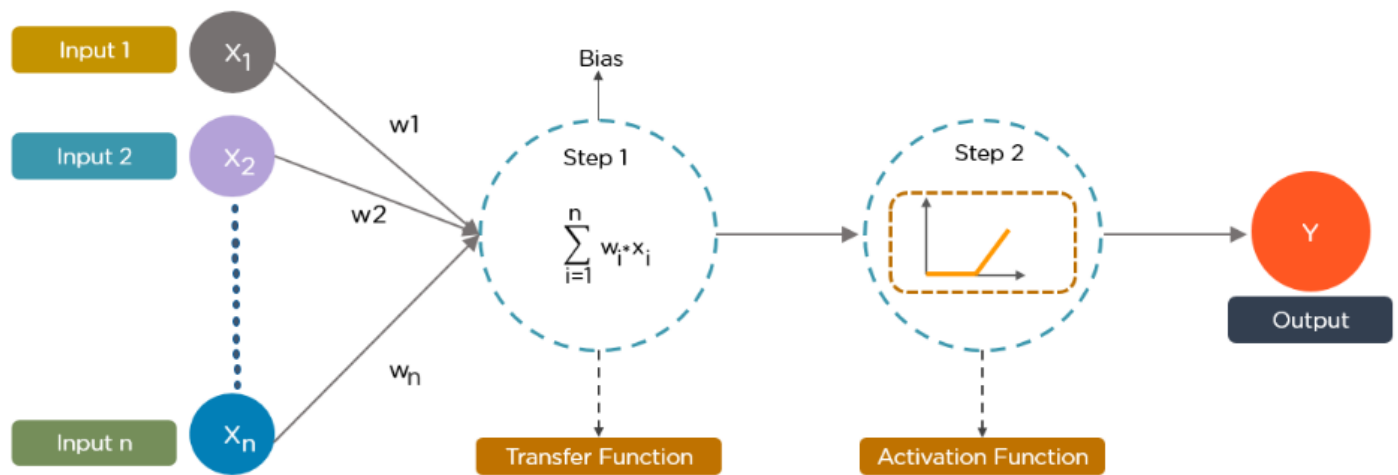 Input 1
X₁
Bias
w1
Input 2
X₂
Step 1
Step 2
w2
n
∑ wᵢ*xᵢ
i=1
Y
Output
wₙ
Input n
Xₙ
Transfer Function
Activation Function